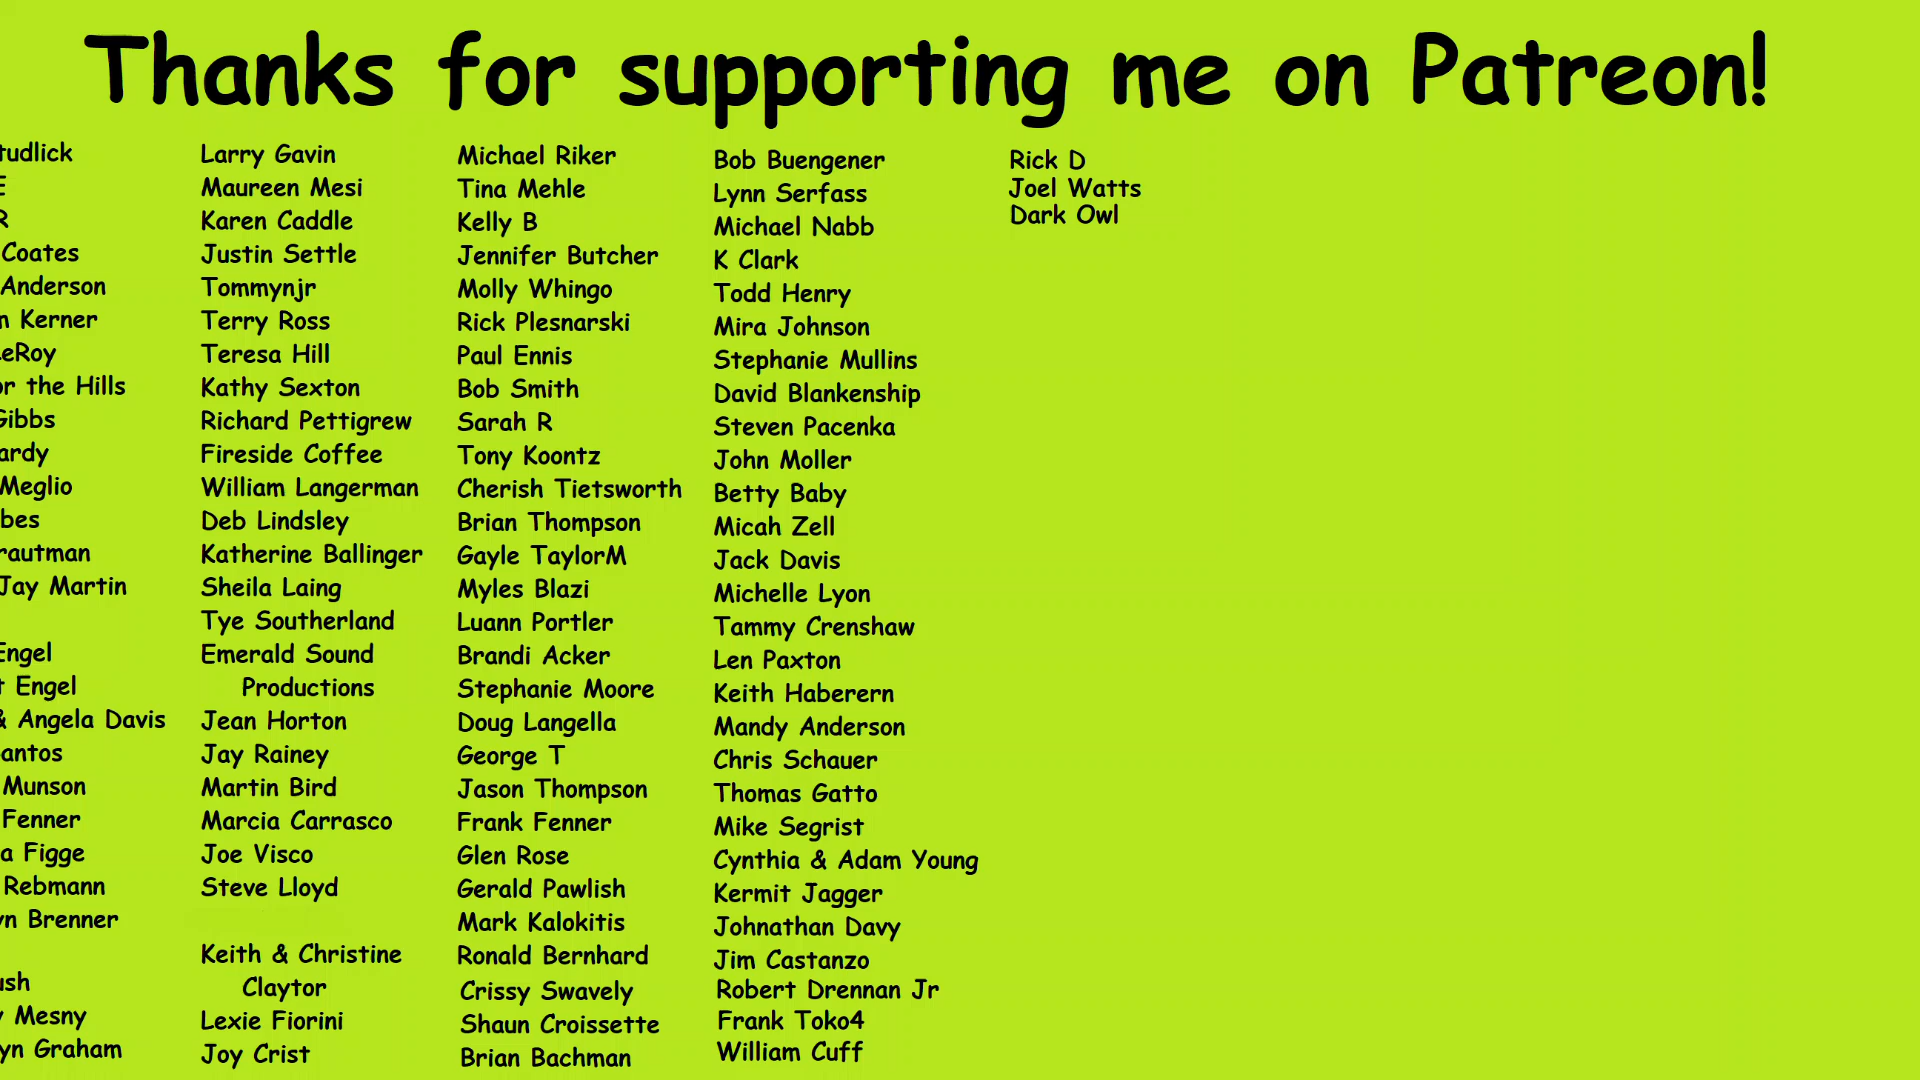 Thanks for supporting me on Patreon!
Coates
Anderson
Kerner
the Hills
Meglio
Jay Martin
Engel
& Angela Davis
Munson
Fenner
Figge
Rebmann
Brenner
Mesny
Graham
Larry Gavin
Maureen Mesi
Karen Caddle
Justin Settle
Tommynjr
Terry Ross
Teresa Hill
Kathy Sexton
Richard Pettigrew
Fireside Coffee
William Langerman
Deb Lindsley
Katherine Ballinger
Sheila Laing
Tye Southerland
Emerald Sound
Productions
Jean Horton
Jay Rainey
Martin Bird
Marcia Carrasco
Joe Visco
Steve Lloyd
Keith & Christine
Claytor
Lexie Fiorini
Joy Crist
Michael Riker
Tina Mehle
Kelly B
Jennifer Butcher
Molly Whingo
Rick Plesnarski
Paul Ennis
Bob Smith
Sarah R
Tony Koontz
Cherish Tietsworth
Brian Thompson
Gayle TaylorM
Myles Blazi
Luann Portler
Brandi Acker
Stephanie Moore
Doug Langella
George T
Jason Thompson
Frank Fenner
Glen Rose
Gerald Pawlish
Mark Kalokitis
Ronald Bernhard
Crissy Swavely
Shaun Croissette
Brian Bachman
Bob Buengener
Lynn Serfass
Michael Nabb
K Clark
Todd Henry
Mira Johnson
Stephanie Mullins
David Blankenship
Steven Pacenka
John Moller
Betty Baby
Micah Zell
Jack Davis
Michelle Lyon
Tammy Crenshaw
Len Paxton
Keith Haberern
Mandy Anderson
Chris Schauer
Thomas Gatto
Mike Segrist
Cynthia & Adam Young
Kermit Jagger
Johnathan Davy
Jim Castanzo
Robert Drennan Jr
Frank Toko4
William Cuff
Rick D
Joel Watts
Dark Owl